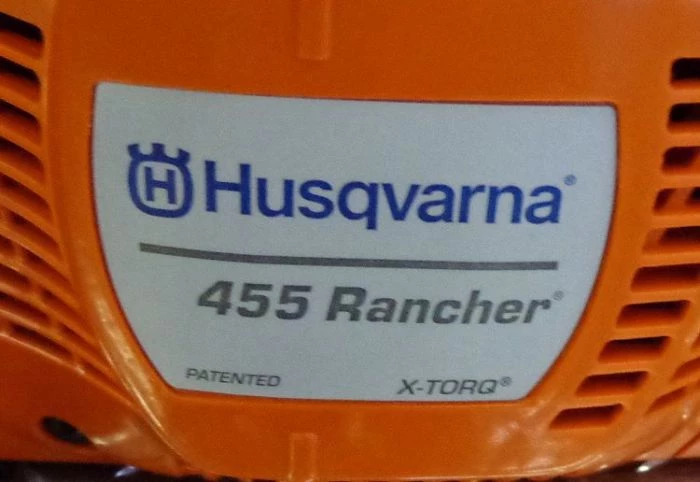 H Husqvarna®
455 Rancher®
PATENTED X-TORQ®